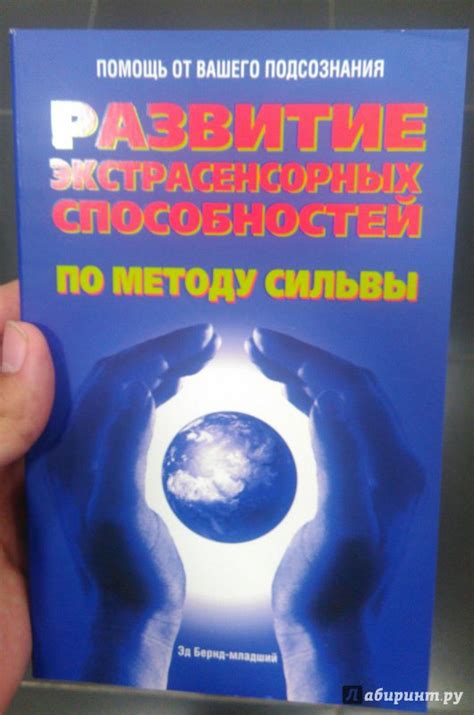 ПОМОЩЬ ОТ ВАШЕГО ПОДСОЗНАНИЯ
РАЗВИТИЕ
ЭКСТРАСЕНСОРНЫХ
СПОСОБНОСТЕЙ
ПО МЕТОДУ СИЛЬВЫ
Эд Бернд-младший
Лабиринт.ру